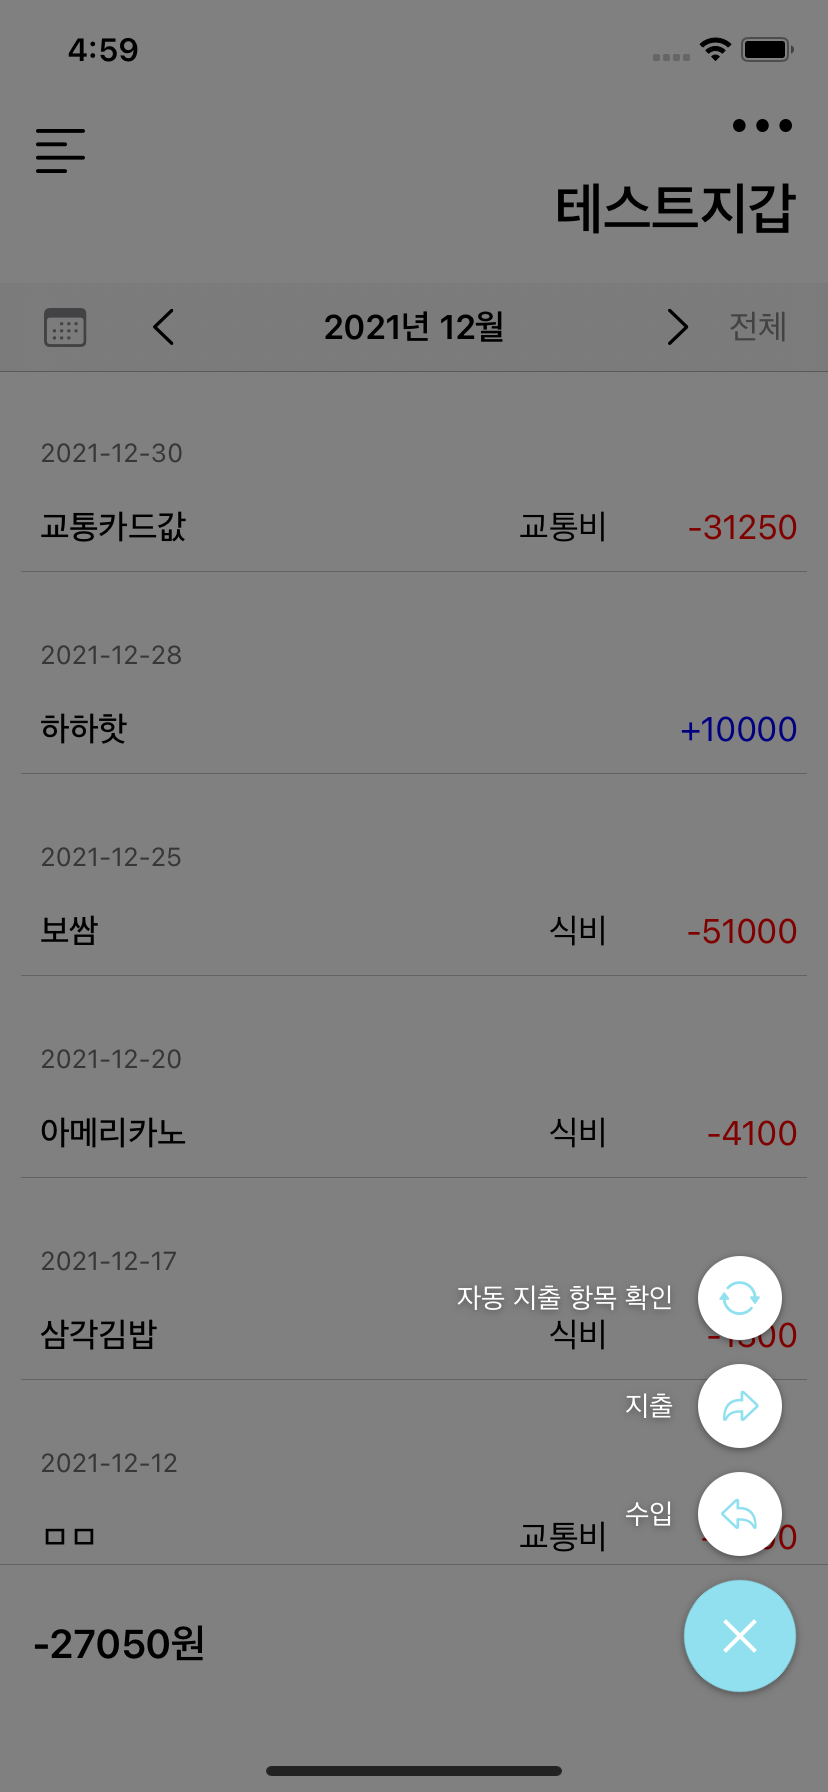 4:59
테스트지갑
2021년 12월
전체
2021-12-30
교통카드값 교통비 -31250
2021-12-28
하하핫 +10000
2021-12-25
보쌈 식비 -51000
2021-12-20
아메리카노 식비 -4100
2021-12-17
자동 지출 항목 확인
삼각김밥 식비
지출
2021-12-12
수입
ㅁㅁ 교통비
-27050원